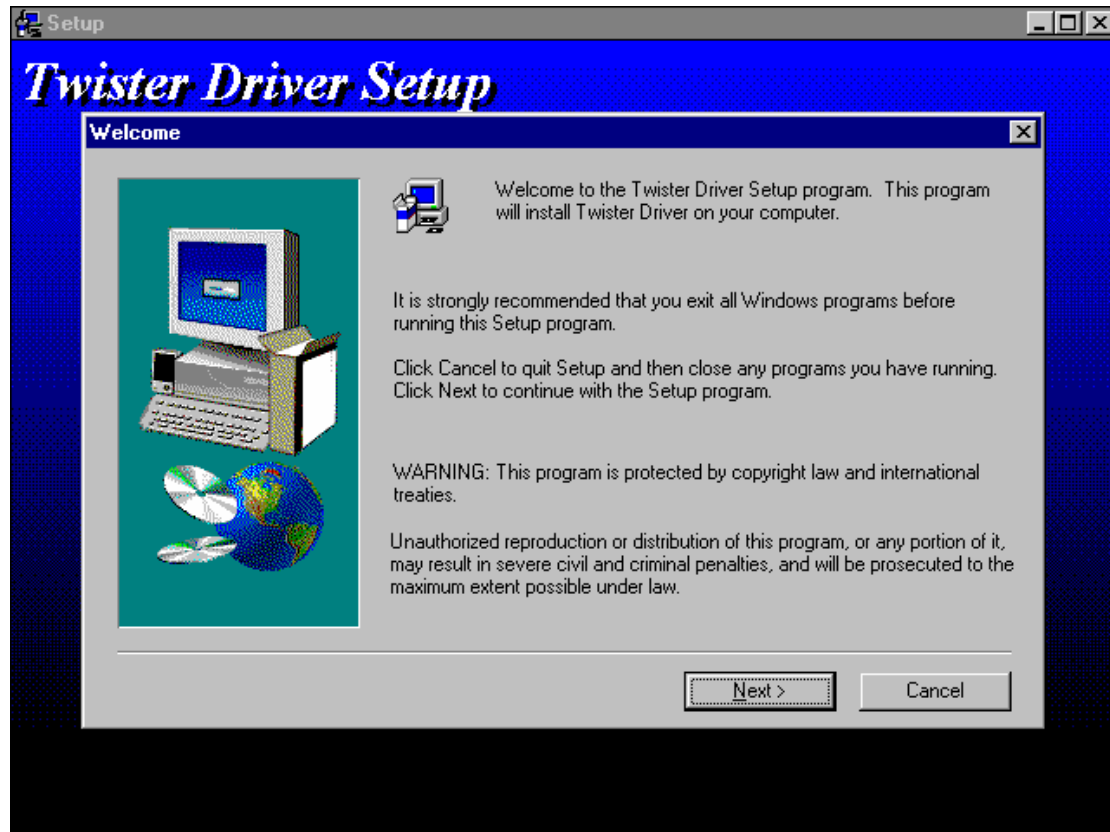 Setup
Twister Driver Setup
Welcome
Welcome to the Twister Driver Setup program.  This program
will install Twister Driver on your computer.
It is strongly recommended that you exit all Windows programs before
running this Setup program.
Click Cancel to quit Setup and then close any programs you have running.
Click Next to continue with the Setup program.
WARNING: This program is protected by copyright law and international
treaties.
Unauthorized reproduction or distribution of this program, or any portion of it,
may result in severe civil and criminal penalties, and will be prosecuted to the
maximum extent possible under law.
Next > Cancel